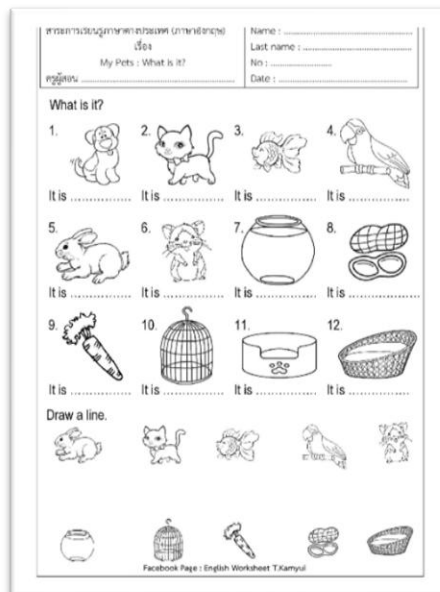 สาระการเรียนรู้ภาษาต่างประเทศ (ภาษาอังกฤษ)
เรื่อง
My Pets : What is it?
ครูผู้สอน ........................................
Name : ........................................
Last name : ........................................
No : ....................
Date : ........................................
What is it?
1. 2. 3. 4.
It is ............... It is ............... It is ............... It is ...............
5. 6. 7. 8.
It is ............... It is ............... It is ............... It is ...............
9. 10. 11. 12.
It is ............... It is ............... It is ............... It is ...............
Draw a line.
Facebook Page : English Worksheet T.Kamyui